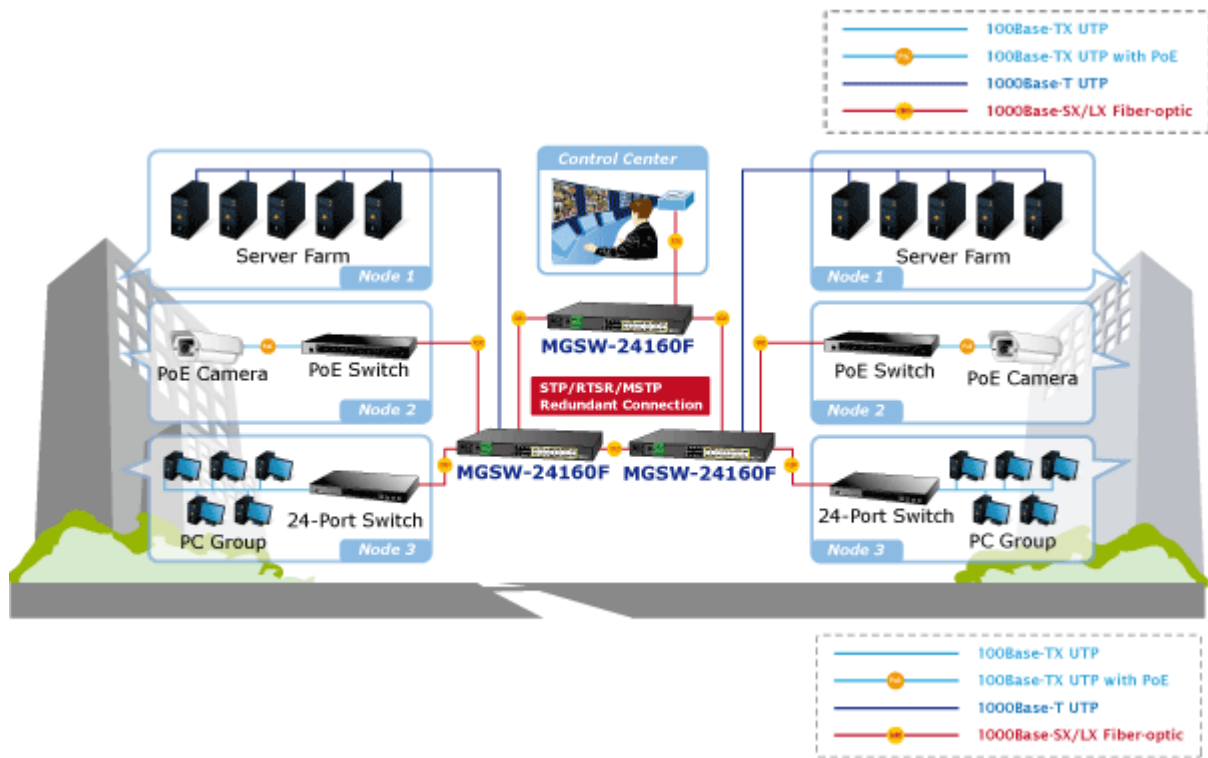 100Base-TX UTP
100Base-TX UTP with PoE
1000Base-T UTP
1000Base-SX/LX Fiber-optic
Control Center
Server Farm
Node 1
Server Farm
Node 1
MGSW-24160F
PoE Camera
PoE Switch
Node 2
PoE Switch
PoE Camera
Node 2
STP/RTSR/MSTP
Redundant Connection
MGSW-24160F
MGSW-24160F
24-Port Switch
PC Group
Node 3
24-Port Switch
PC Group
Node 3
100Base-TX UTP
100Base-TX UTP with PoE
1000Base-T UTP
1000Base-SX/LX Fiber-optic